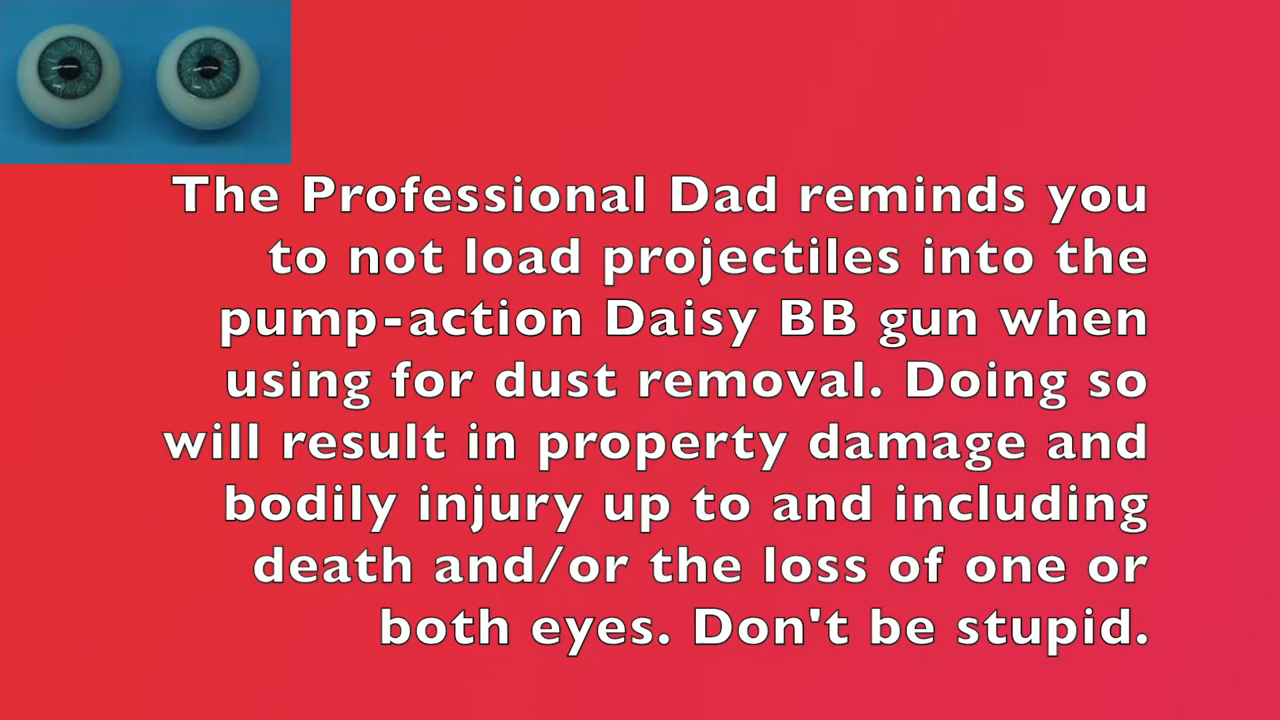 The Professional Dad reminds you
to not load projectiles into the
pump-action Daisy BB gun when
using for dust removal. Doing so
will result in property damage and
bodily injury up to and including
death and/or the loss of one or
both eyes. Don't be stupid.